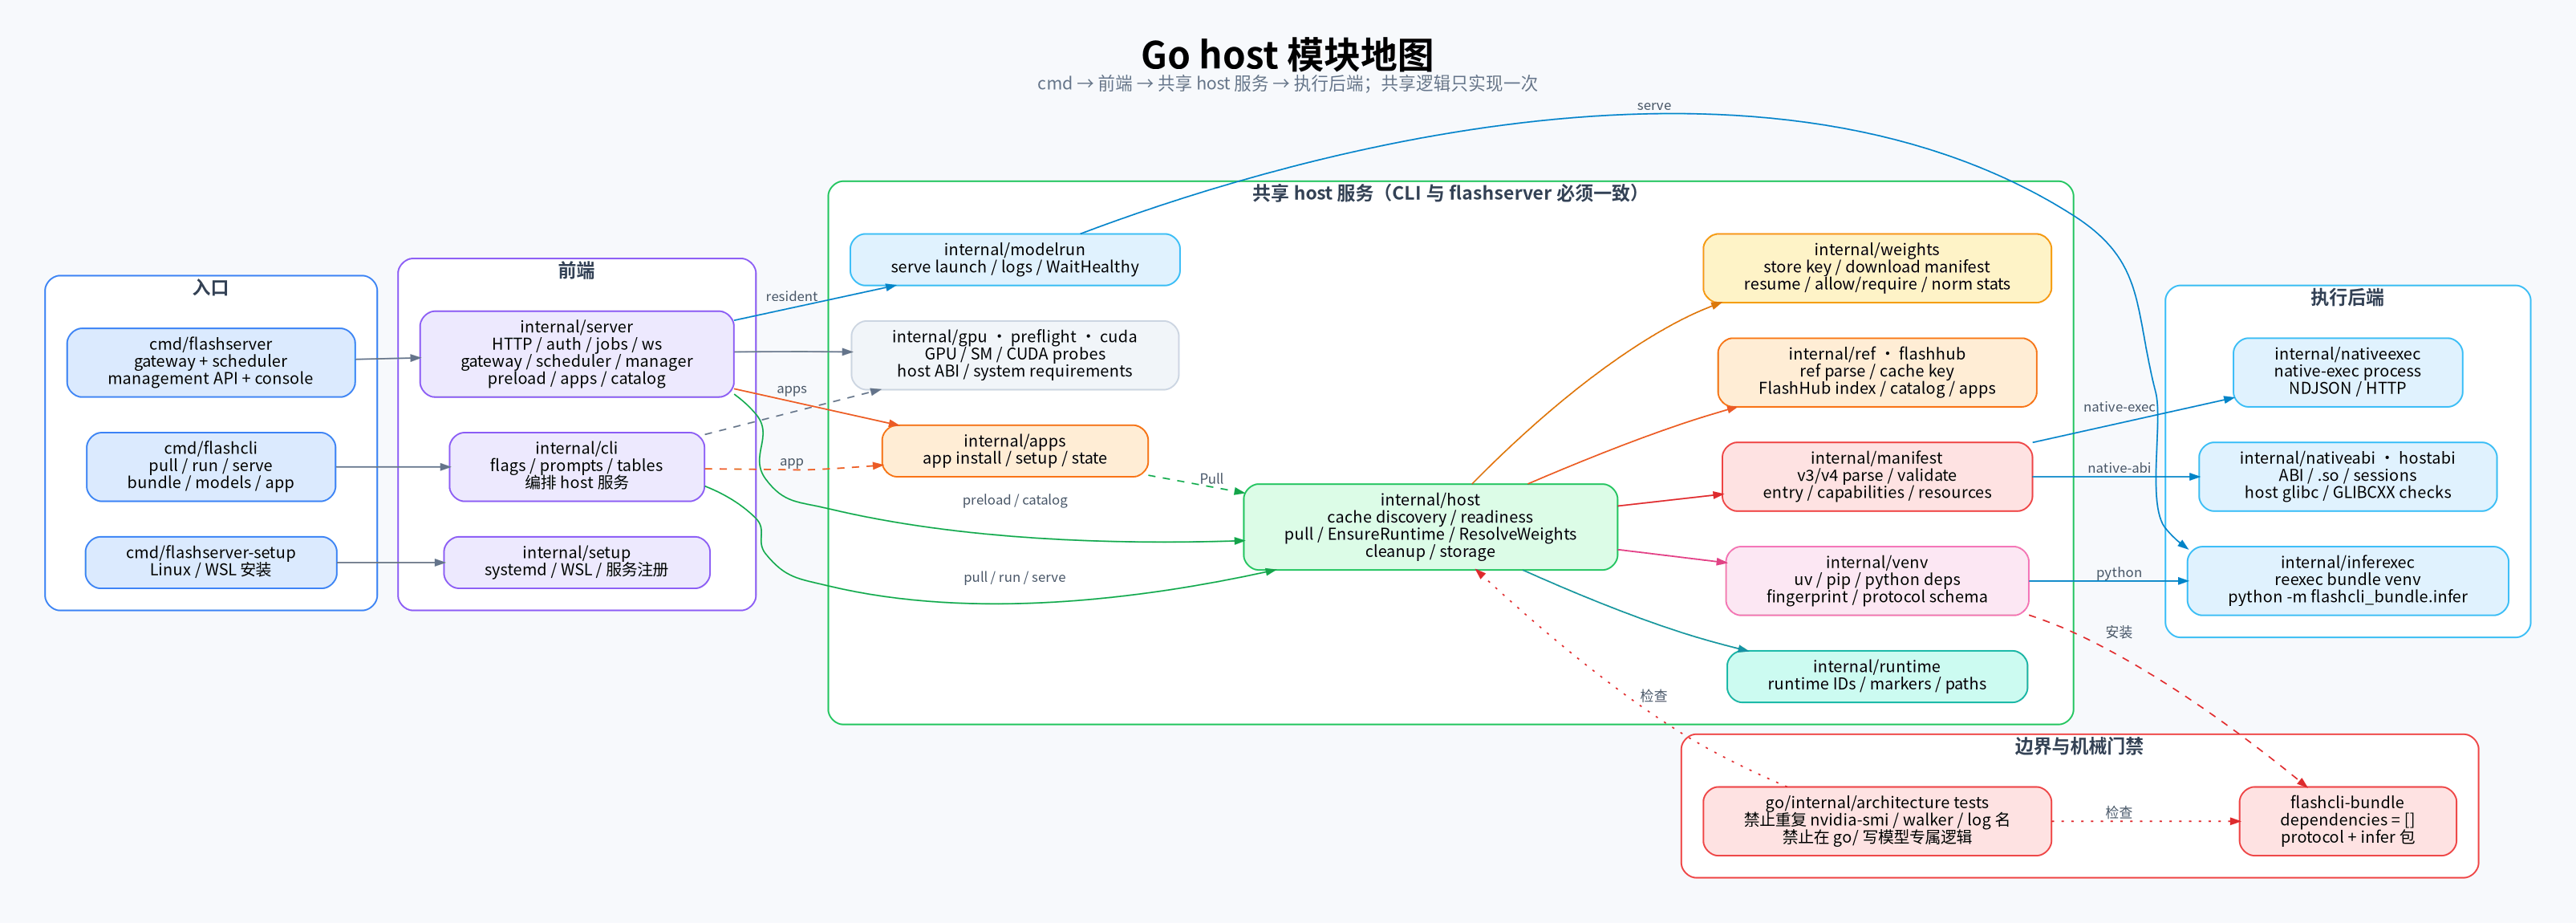 Go host 模块地图
cmd → 前端 → 共享 host 服务 → 执行后端；共享逻辑只实现一次
serve
入口
cmd/flashserver
gateway + scheduler
management API + console
cmd/flashcli
pull / run / serve
bundle / models / app
cmd/flashserver-setup
Linux / WSL 安装
前端
internal/server
HTTP / auth / jobs / ws
gateway / scheduler / manager
preload / apps / catalog
internal/cli
flags / prompts / tables
编排 host 服务
internal/setup
systemd / WSL / 服务注册
resident
apps
app
preload / catalog
pull / run / serve
共享 host 服务（CLI 与 flashserver 必须一致）
internal/modelrun
serve launch / logs / WaitHealthy
internal/gpu · preflight · cuda
GPU / SM / CUDA probes
host ABI / system requirements
internal/apps
app install / setup / state
Pull
internal/host
cache discovery / readiness
pull / EnsureRuntime / ResolveWeights
cleanup / storage
internal/weights
store key / download manifest
resume / allow/require / norm stats
internal/ref · flashhub
ref parse / cache key
FlashHub index / catalog / apps
internal/manifest
v3/v4 parse / validate
entry / capabilities / resources
internal/venv
uv / pip / python deps
fingerprint / protocol schema
internal/runtime
runtime IDs / markers / paths
native-exec
native-abi
python
安装
检查
执行后端
internal/nativeexec
native-exec process
NDJSON / HTTP
internal/nativeabi · hostabi
ABI / .so / sessions
host glibc / GLIBCXX checks
internal/inferexec
reexec bundle venv
python -m flashcli_bundle.infer
边界与机械门禁
go/internal/architecture tests
禁止重复 nvidia-smi / walker / log 名
禁止在 go/ 写模型专属逻辑
检查
flashcli-bundle
dependencies = []
protocol + infer 包